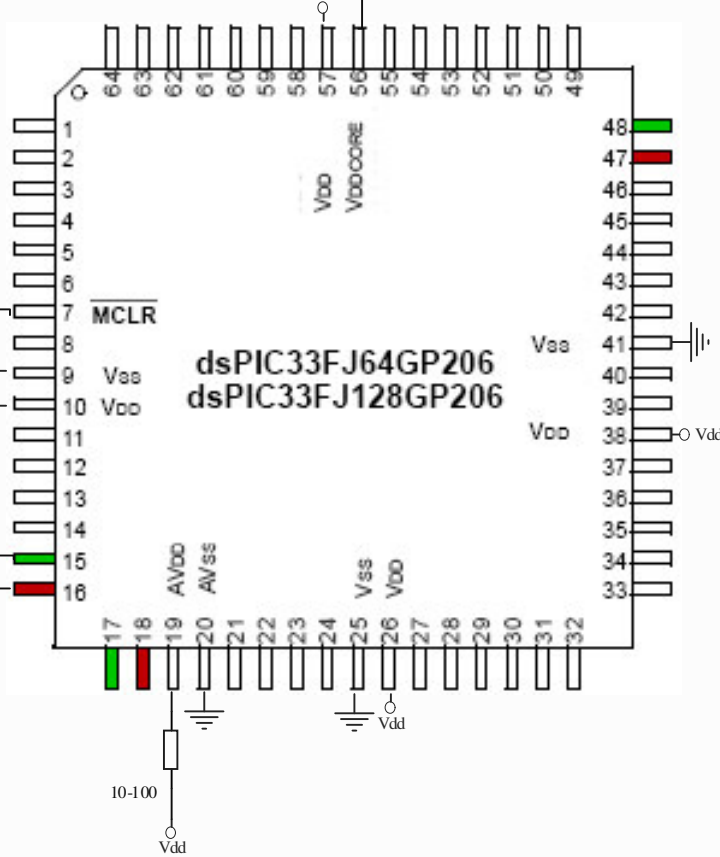 64 63 62 61 60 59 58 57 56 55 54 53 52 51 50 49
1
2
3
4
5
6
7 MCLR
8
9 Vss
10 VDD
11
12
13
14
15
16
VDD
VDDCORE
dsPIC33FJ64GP206
dsPIC33FJ128GP206
48
47
46
45
44
43
42
Vss 41
40
39
VDD 38 Vdd
37
36
35
34
33
AVDD
AVss
Vss
VDD
17 18 19 20 21 22 23 24 25 26 27 28 29 30 31 32
Vdd
10-100
Vdd